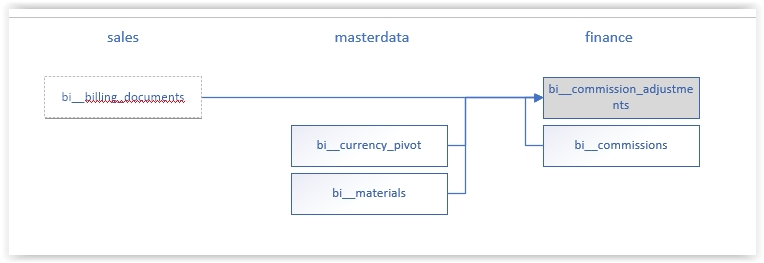 sales
masterdata
finance
bi__billing_documents
bi__commission_adjustme
nts
bi__currency_pivot
bi__commissions
bi__materials